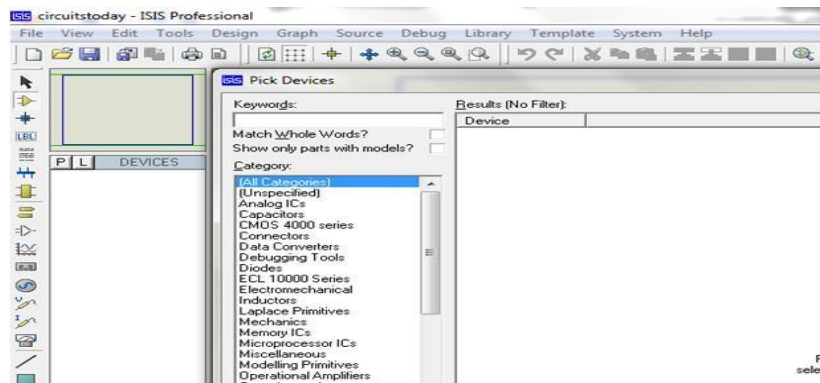 ISIS circuitstoday - ISIS Professional
File View Edit Tools Design Graph Source Debug Library Template System Help
ISIS Pick Devices
Keywords:
Results (No Filter):
Device
Match Whole Words?
Show only parts with models?
LBL
P L DEVICES
Category:
(All Categories)
(Unspecified)
Analog ICs
Capacitors
CMOS 4000 series
Connectors
Data Converters
Debugging Tools
Diodes
ECL 10000 Series
Electromechanical
Inductors
Laplace Primitives
Mechanics
Memory ICs
Microprocessor ICs
Miscellaneous
Modelling Primitives
Operational Amplifiers